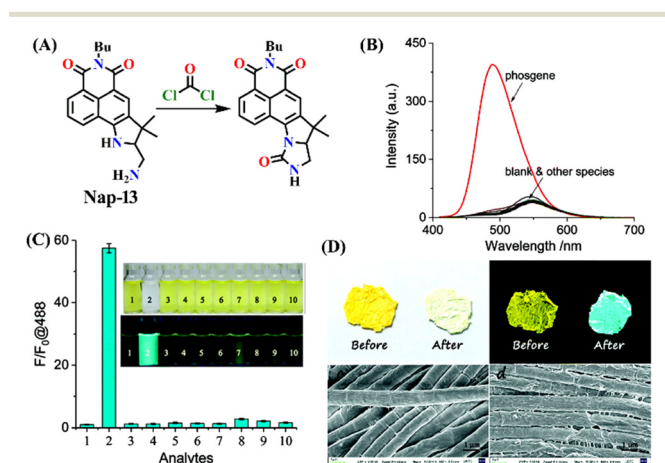 (A)
Bu
O N O
O
Cl Cl
HN
H₂N
Nap-13
Bu
O N O
N
O
N
H
(B)
Intensity (a.u.)
450
300
150
0
phosgene
blank & other species
400 500 600 700
Wavelength /nm
(C)
F/F₀@488
60
40
20
0
1 2 3 4 5 6 7 8 9 10
1 2 3 4 5 6 7 8 9 10
1 2 3 4 5 6 7 8 9 10
Analytes
(D)
Before After
Before After
d
1 μm
1 μm